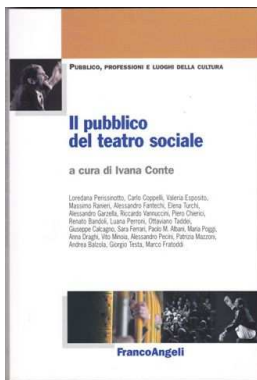 PUBBLICO, PROFESSIONI E LUOGHI DELLA CULTURA
Il pubblico
del teatro sociale
a cura di Ivana Conte
Loredana Perissinotto, Carlo Coppelli, Valeria Esposito,
Massimo Ranieri, Alessandro Fantechi, Elena Turchi,
Alessandro Garzella, Riccardo Vannuccini, Piero Chierici,
Renato Bandoli, Luana Perroni, Ottaviano Taddei,
Giuseppe Calcagno, Sara Ferrari, Paolo M. Albani, Maria Poggi,
Anna Draghi, Vito Minoia, Alessandro Pecini, Patrizia Mazzoni,
Andrea Balzola, Giorgio Testa, Marco Fratoddi
FrancoAngeli